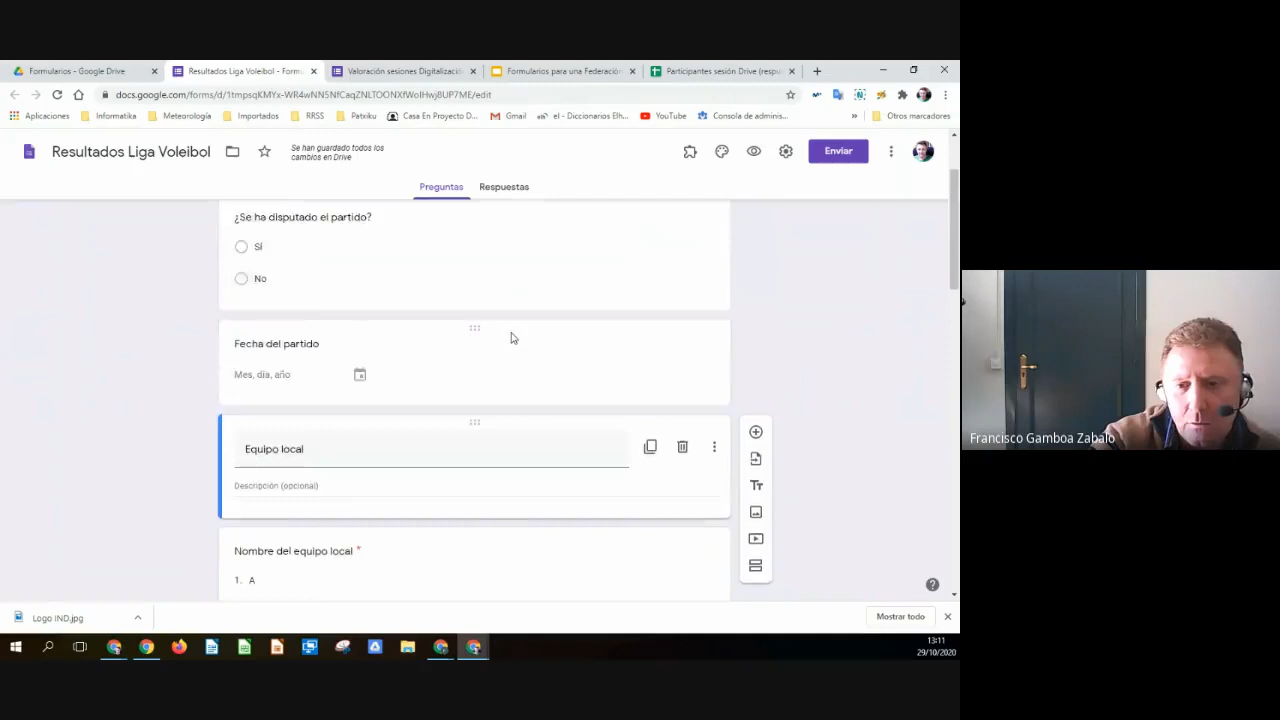 Formularios - Google Drive
Resultados Liga Voleibol - Formu
Valoración sesiones Digitalizaci
Formularios para una Federación
Participantes sesión Drive (respu
docs.google.com/forms/d/1tmpsqKMYx-WR4wNN5NfCaqZNLTOONXfWoIHwj8UP7ME/edit
Aplicaciones
Informatika
Meteorología
Importados
RRSS
Patxiku
Casa En Proyecto D...
Gmail
el - Diccionarios Elh...
YouTube
Consola de adminis...
»
Otros marcadores
Resultados Liga Voleibol
Se han guardado todos los
cambios en Drive
Enviar
Preguntas
Respuestas
¿Se ha disputado el partido?
Sí
No
Fecha del partido
Mes, día, año
Equipo local
Descripción (opcional)
Nombre del equipo local *
1. A
Tт
Francisco Gamboa Zabalo
Logo IND.jpg
Mostrar todo
13:11
29/10/2020